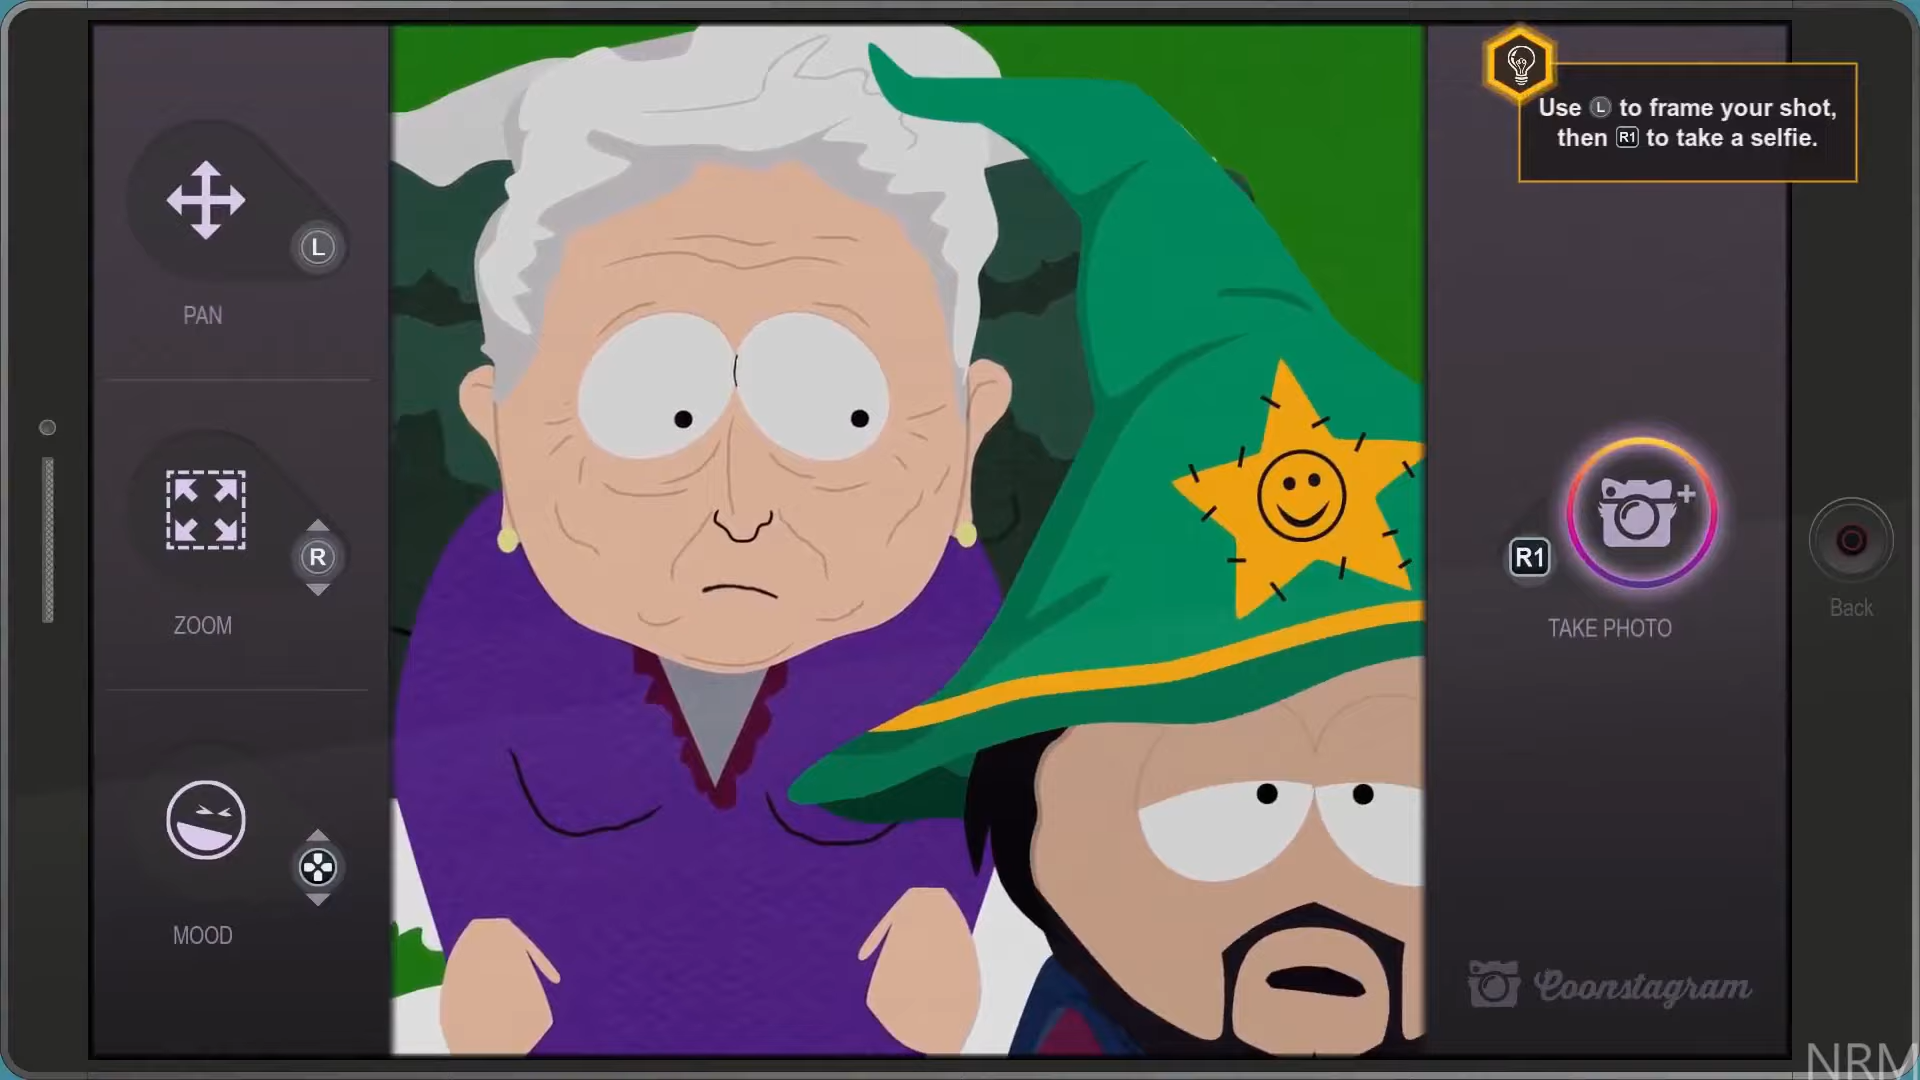 Use L to frame your shot,
then R1 to take a selfie.
L
PAN
R
ZOOM
MOOD
R1
TAKE PHOTO
Back
Coonstagram
NRM